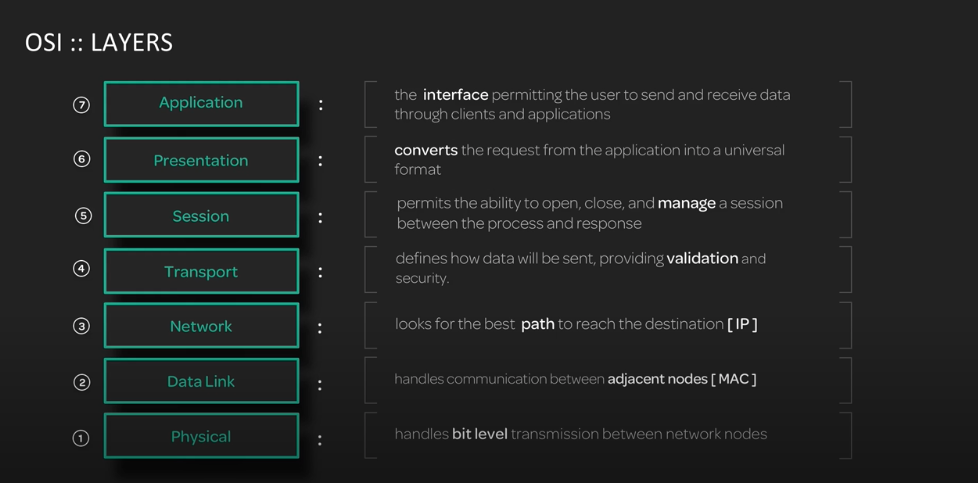 OSI :: LAYERS
7 Application : the interface permitting the user to send and receive data
through clients and applications
6 Presentation : converts the request from the application into a universal
format
5 Session : permits the ability to open, close, and manage a session
between the process and response
4 Transport : defines how data will be sent, providing validation and
security.
3 Network : looks for the best path to reach the destination [ IP ]
2 Data Link : handles communication between adjacent nodes [ MAC ]
1 Physical : handles bit level transmission between network nodes